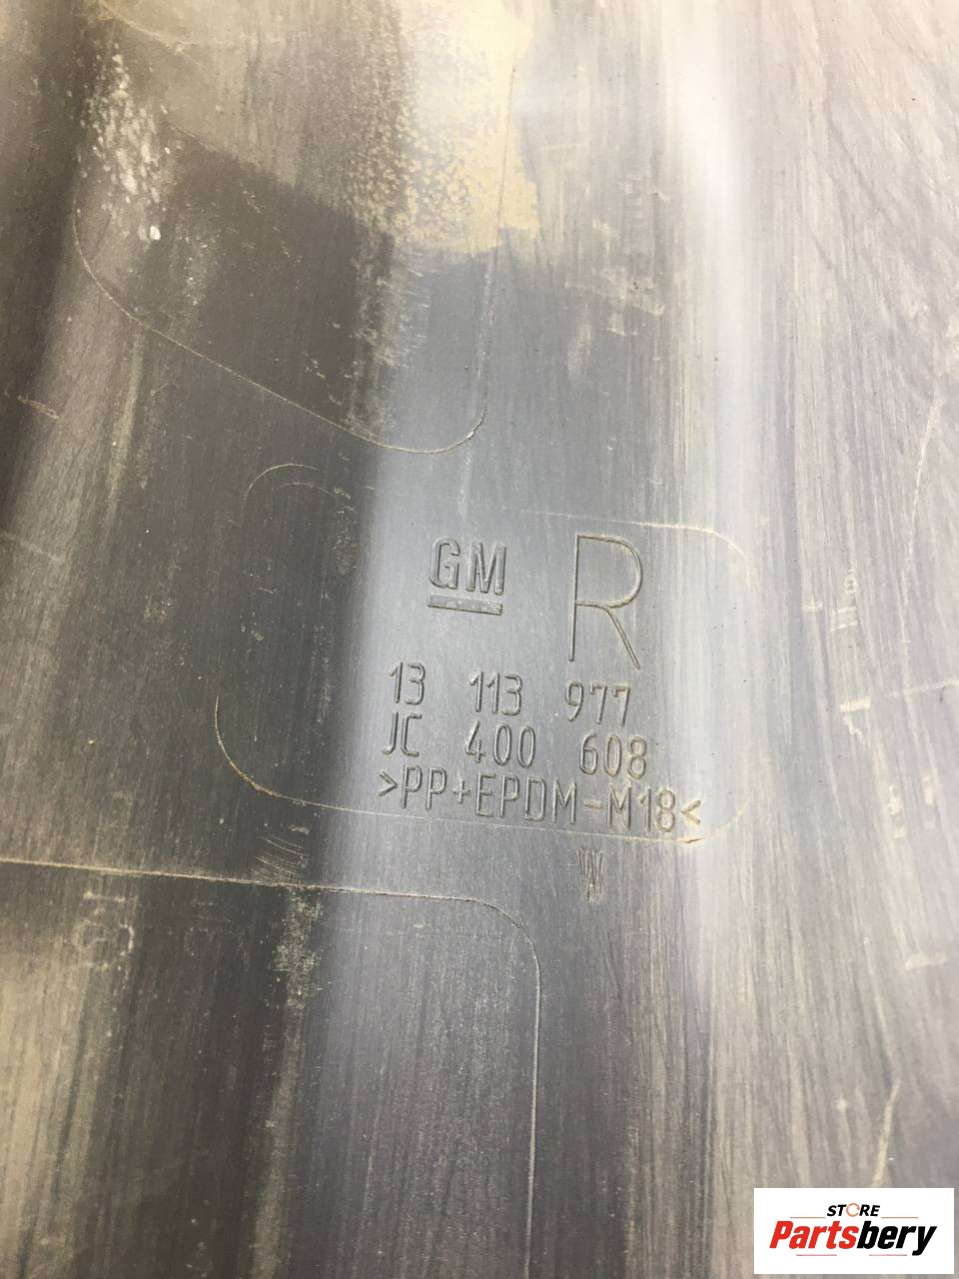 GM R
13 113 977
JC 400 608
>PP+EPDM-M18<
W
STORE
Partsbery